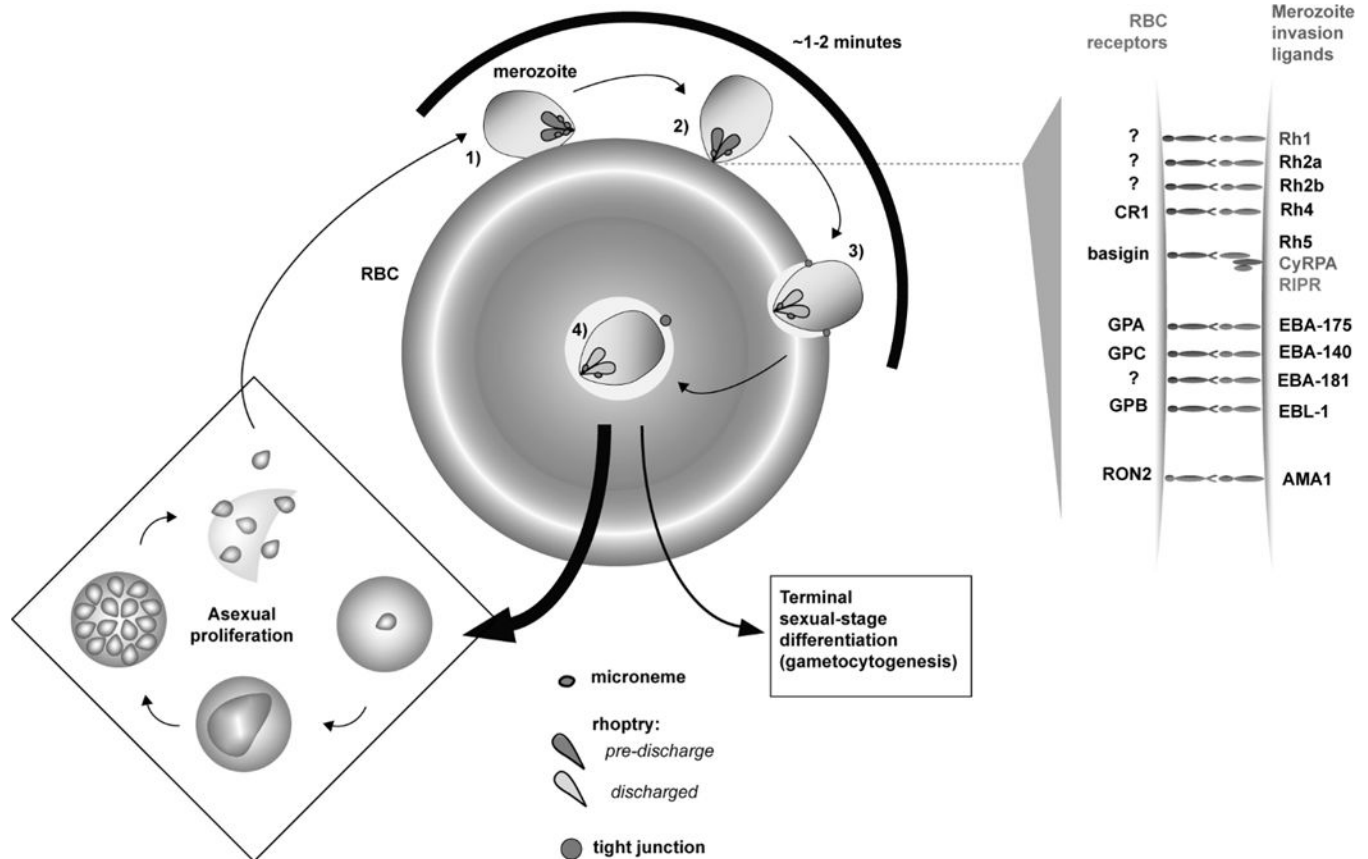 ~1-2 minutes
merozoite
1)
2)
3)
4)
RBC
Asexual
proliferation
Terminal
sexual-stage
differentiation
(gametocytogenesis)
microneme
rhoptry:
pre-discharge
discharged
tight junction
RBC
receptors
Merozoite
invasion
ligands
? Rh1
? Rh2a
? Rh2b
CR1 Rh4
basigin Rh5
CyRPA
RIPR
GPA EBA-175
GPC EBA-140
? EBA-181
GPB EBL-1
RON2 AMA1